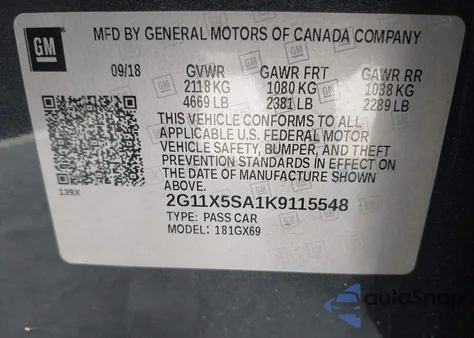 GM
MFD BY GENERAL MOTORS OF CANADA COMPANY
09/18 GVWR GAWR FRT GAWR RR
2118 KG 1080 KG 1038 KG
4669 LB 2381 LB 2289 LB
THIS VEHICLE CONFORMS TO ALL
APPLICABLE U.S. FEDERAL MOTOR
VEHICLE SAFETY, BUMPER, AND THEFT
PREVENTION STANDARDS IN EFFECT ON
THE DATE OF MANUFACTURE SHOWN
ABOVE.
139X
2G11X5SA1K9115548
TYPE: PASS CAR
MODEL: 181GX69
autoSnap